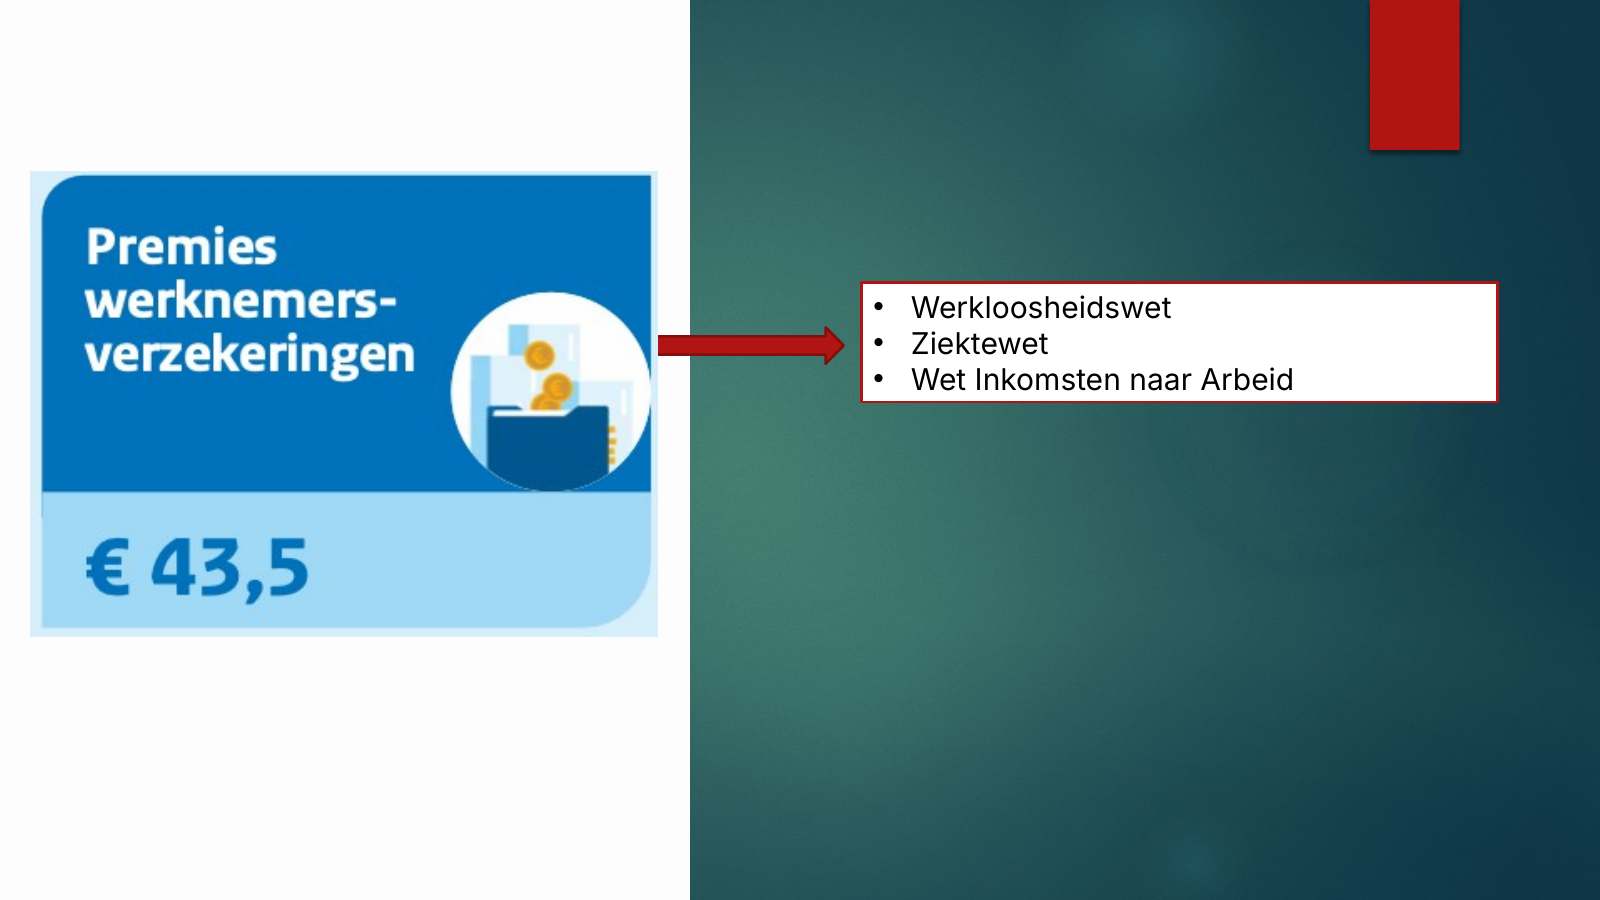 Premies
werknemers-
verzekeringen
€ 43,5
• Werkloosheidswet
• Ziektewet
• Wet Inkomsten naar Arbeid